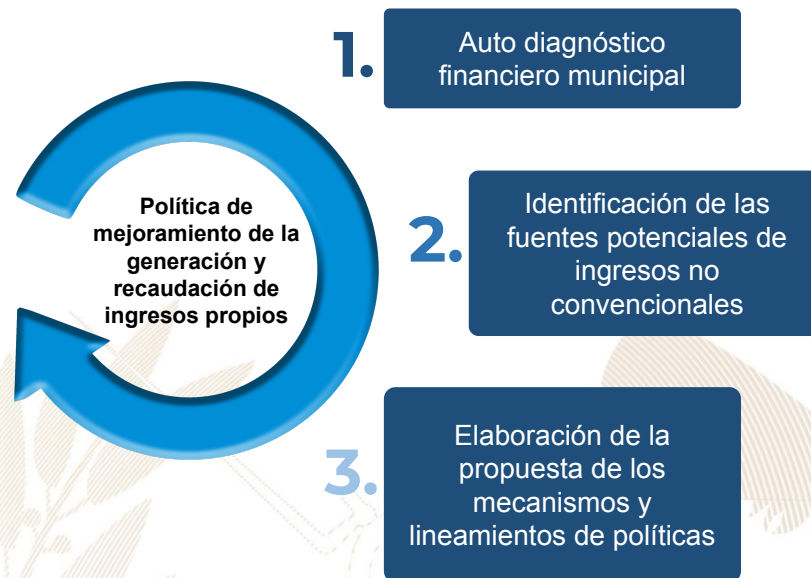 Política de
mejoramiento de la
generación y
recaudación de
ingresos propios
1.
Auto diagnóstico
financiero municipal
2.
Identificación de las
fuentes potenciales de
ingresos no
convencionales
3.
Elaboración de la
propuesta de los
mecanismos y
lineamientos de políticas